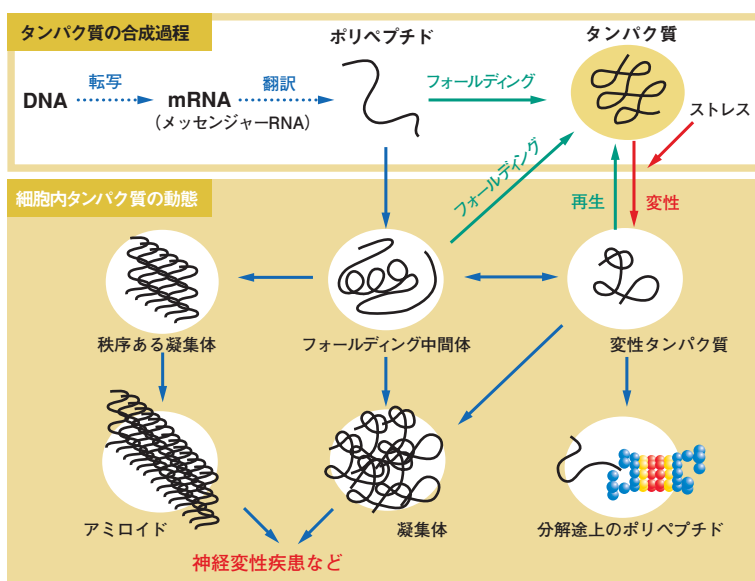 タンパク質の合成過程
ポリペプチド
タンパク質
DNA
転写
mRNA
(メッセンジャーRNA)
翻訳
フォールディング
ストレス
フォールディング
再生
変性
細胞内タンパク質の動態
秩序ある凝集体
フォールディング中間体
変性タンパク質
アミロイド
凝集体
分解途上のポリペプチド
神経変性疾患など